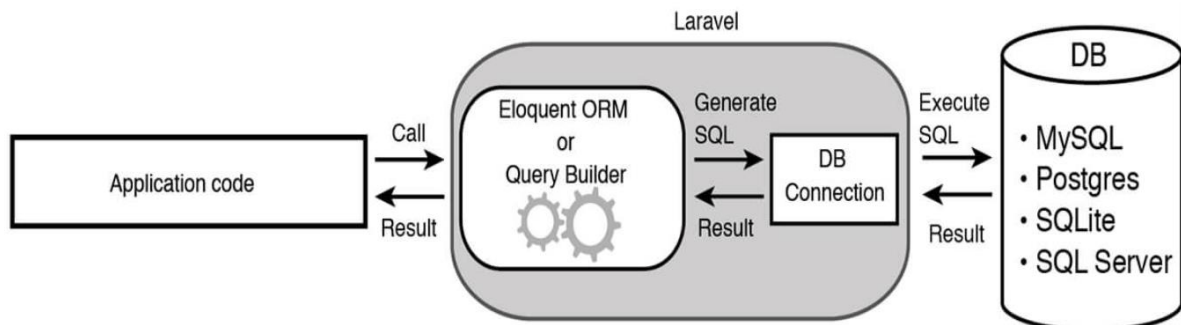 Laravel
Application code
Call
Result
Eloquent ORM
or
Query Builder
Generate
SQL
Result
DB
Connection
Execute
SQL
Result
DB
• MySQL
• Postgres
• SQLite
• SQL Server